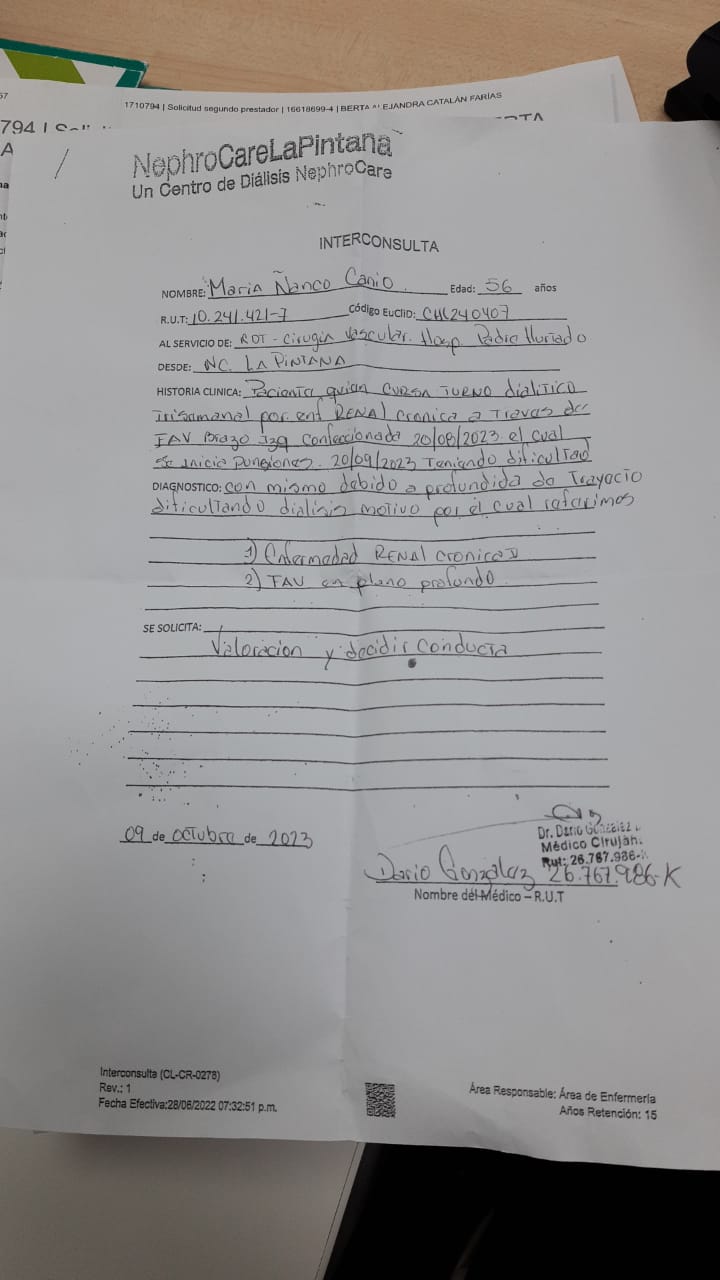 57
1710794 | Solicitud segundo prestador | 16618699-4 | BERTA ALEJANDRA CATALÁN FARÍAS
794 |
A
NephroCareLaPintana
Un Centro de Diálisis NephroCare
INTERCONSULTA
NOMBRE: Maria Ñanco Canio Edad: 56 años
R.U.T: 10.241.421-7 Código EuCliD: CHL240407
AL SERVICIO DE: ROT - Cirugia Vascular. Hosp. Padre Hurtado
DESDE: NC. LA PINTANA
HISTORIA CLINICA: Paciente quien CURSA TURNO dialitico
Trisemanal por enf RENAL Cronica a Traves de
FAV Brazo Izq Confeccionada 20/08/2023 el cual
se inicio punsiones. 20/09/2023 Teniendo dificultad
DIAGNOSTICO: con mismo debido a profundida de Trayecto
dificultando dialisis motivo por el cual referimos
1) Enfermedad RENAL Cronica V
2) FAV en plano profundo
SE SOLICITA:
Valoracion y decidir Conducta
09 de octubre de 2023
Dr. Dario González
Médico Cirujan
Rut: 26.767.986-K
Dario Gonzalez 26.767.986-K
Nombre del Médico – R.U.T
Interconsulta (CL-CR-0278)
Rev.: 1
Fecha Efectiva:28/06/2022 07:32:51 p.m.
Área Responsable: Área de Enfermería
Años Retención: 15